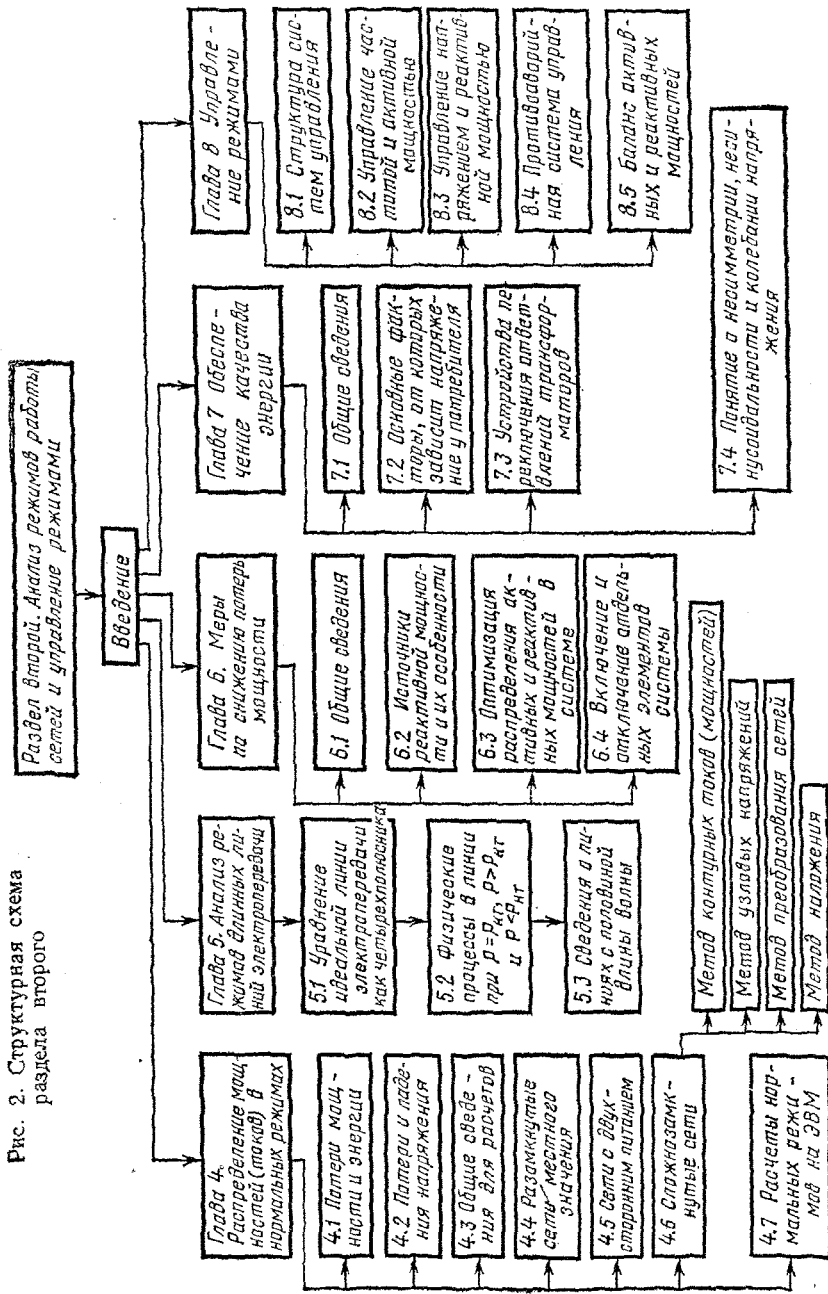 Рис. 2. Структурная схема
раздела второго
Раздел второй. Анализ режимов работы
сетей и управление режимами
Введение
Глава 4.
Распределение мощ-
ностей (токов) в
нормальных режимах
4.1 Потери мощ-
ности и энергии
4.2 Потери и паде-
ния напряжения
4.3 Общие сведе-
ния для расчетов
4.4 Разомкнутые
сети местного
значения
4.5 Сети с двух-
сторонним питанием
4.6 Сложнозамк-
нутые сети
Метод контурных токов (мощностей)
Метод узловых напряжений
Метод преобразования сетей
Метод наложения
4.7 Расчеты нор-
мальных режи-
мов на ЭВМ
Глава 5. Анализ ре-
жимов длинных ли-
ний электропередачи
5.1 Уравнение
идеальной линии
электропередачи
как четырехполюсника
5.2 Физические
процессы в линии
при P=Pнт, P>Pнт
и P<Pнт
5.3 Сведения о ли-
ниях с половиной
длины волны
Глава 6. Меры
по снижению потерь
мощности
6.1 Общие сведения
6.2 Источники
реактивной мощнос-
ти и их особенности
6.3 Оптимизация
распределения ак-
тивных и реактив-
ных мощностей в
системе
6.4 Включение и
отключение отдель-
ных элементов
системы
Глава 7 Обеспе-
чение качества
энергии
7.1 Общие сведения
7.2 Основные фак-
торы, от которых
зависит напряже-
ние у потребителя
7.3 Устройства пе-
реключения ответ-
влений трансфор-
маторов
7.4 Понятие о несимметрии, неси-
нусоидальности и колебании напря-
жения
Глава 8 Управле-
ние режимами
8.1 Структура сис-
тем управления
8.2 Управление час-
тотой и активной
мощностью
8.3 Управление нап-
ряжением и реактив-
ной мощностью
8.4 Противоаварий-
ная система управ-
ления
8.5 Баланс актив-
ных и реактивных
мощностей